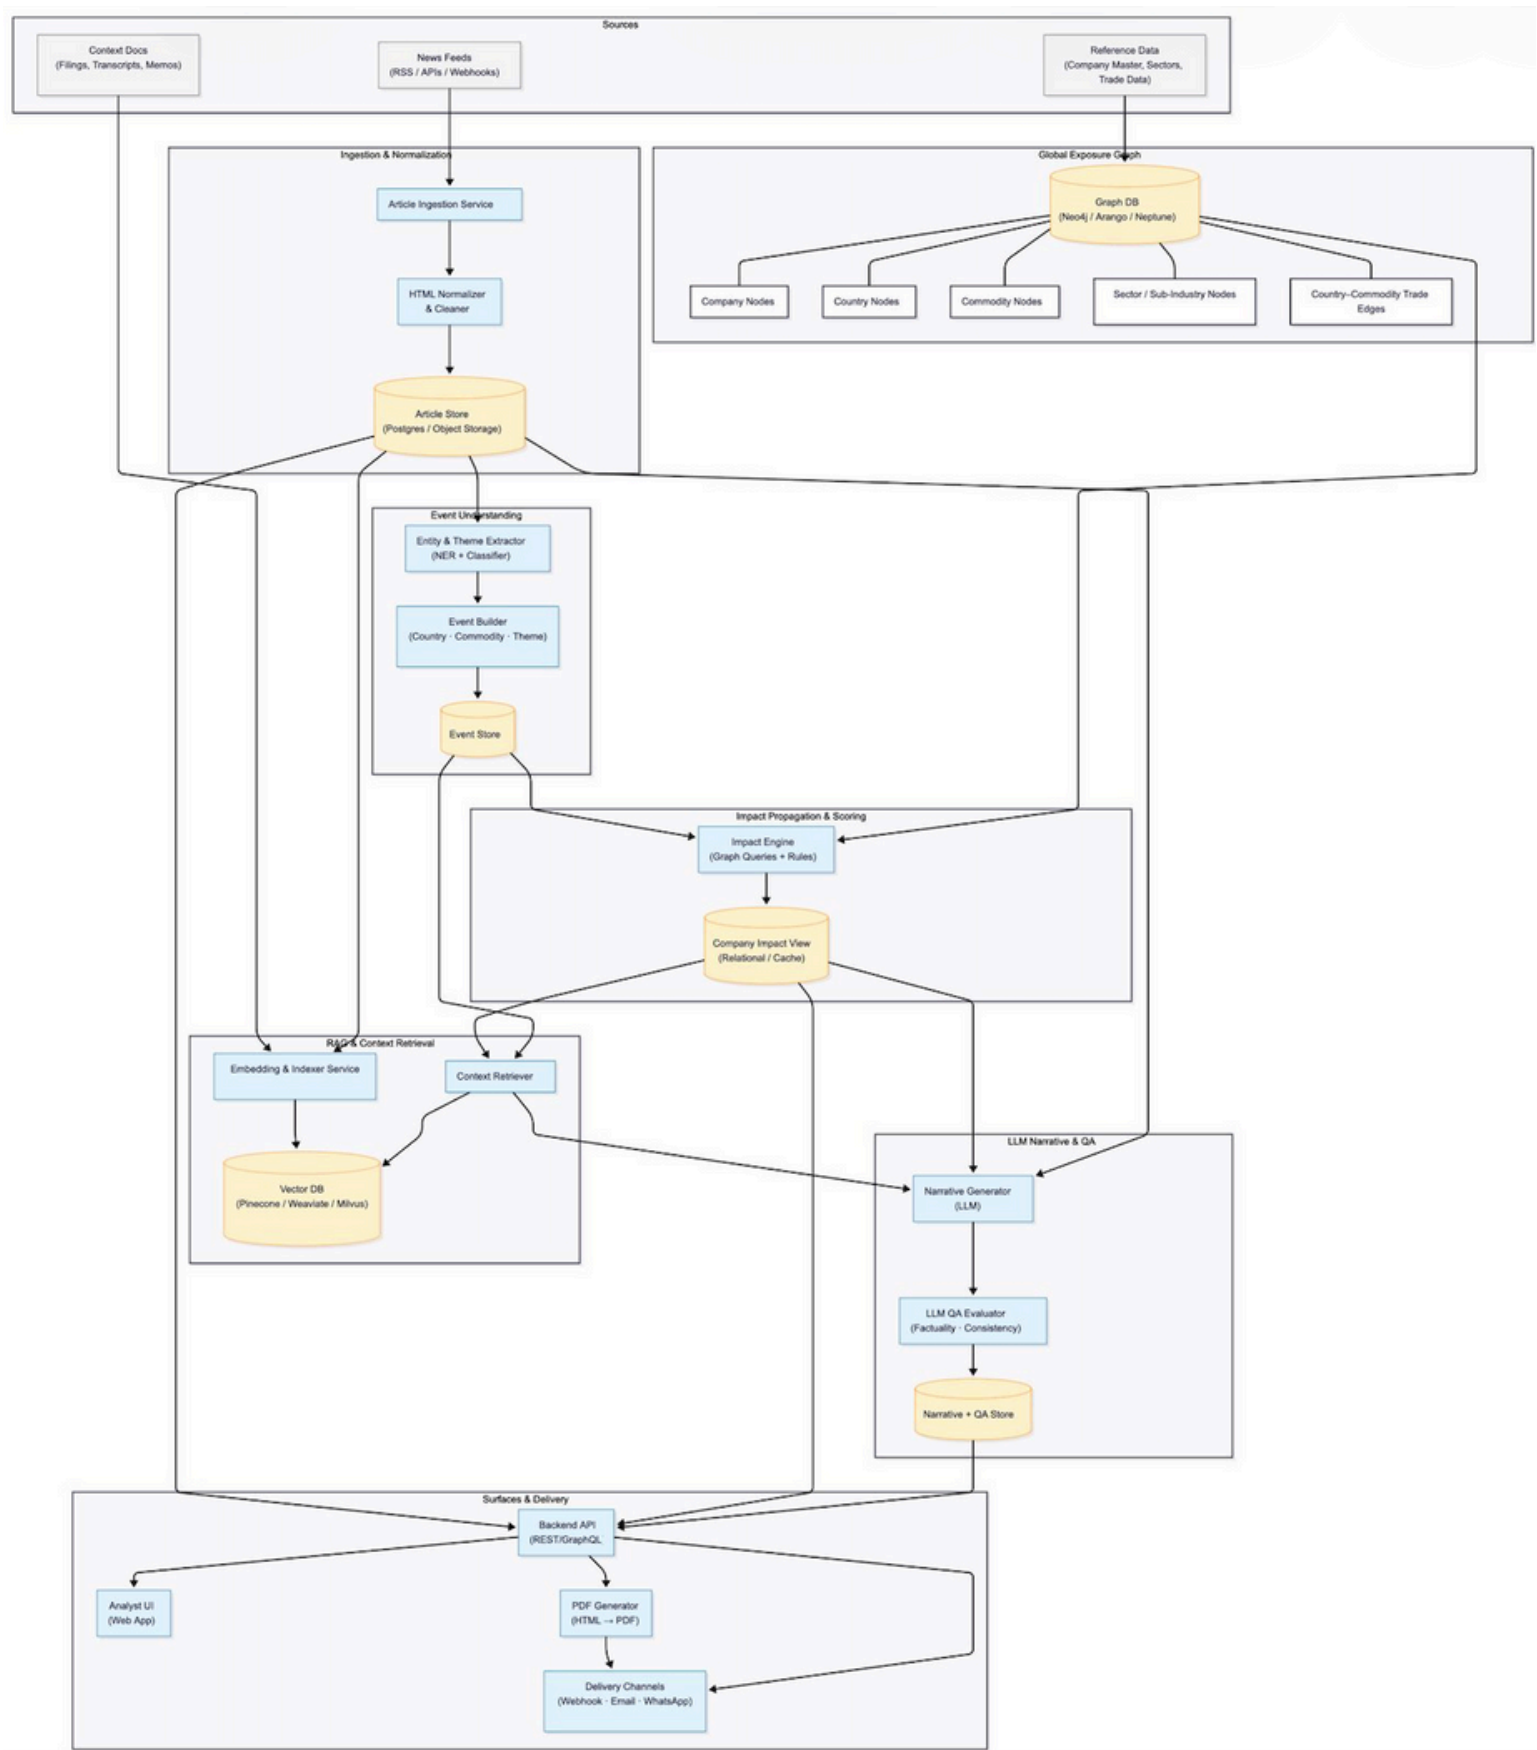 Sources
Context Docs
(Filings, Transcripts, Memos)
News Feeds
(RSS / APIs / Webhooks)
Reference Data
(Company Master, Sectors,
Trade Data)
Ingestion & Normalization
Article Ingestion Service
HTML Normalizer
& Cleaner
Article Store
(Postgres / Object Storage)
Global Exposure Graph
Graph DB
(Neo4j / Arango / Neptune)
Company Nodes
Country Nodes
Commodity Nodes
Sector / Sub-Industry Nodes
Country–Commodity Trade
Edges
Event Understanding
Entity & Theme Extractor
(NER + Classifier)
Event Builder
(Country · Commodity · Theme)
Event Store
Impact Propagation & Scoring
Impact Engine
(Graph Queries + Rules)
Company Impact View
(Relational / Cache)
RAG & Context Retrieval
Embedding & Indexer Service
Context Retriever
Vector DB
(Pinecone / Weaviate / Milvus)
LLM Narrative & QA
Narrative Generator
(LLM)
LLM QA Evaluator
(Factuality · Consistency)
Narrative + QA Store
Surfaces & Delivery
Backend API
(REST/GraphQL
Analyst UI
(Web App)
PDF Generator
(HTML → PDF)
Delivery Channels
(Webhook · Email · WhatsApp)